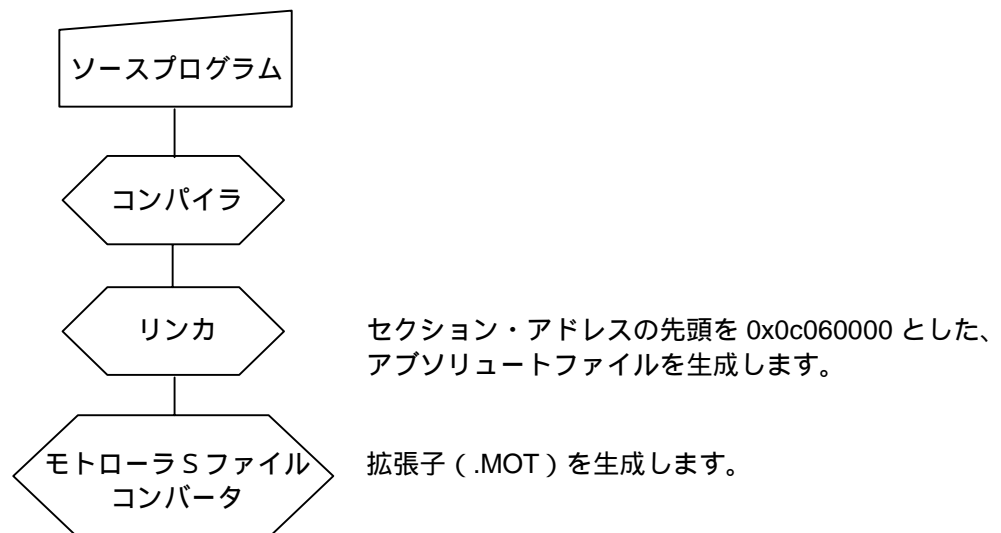 ソースプログラム
コンパイラ
リンカ
セクション・アドレスの先頭を 0x0c060000 とした、
アブソリュートファイルを生成します。
モトローラSファイル
コンバータ
拡張子（.MOT）を生成します。